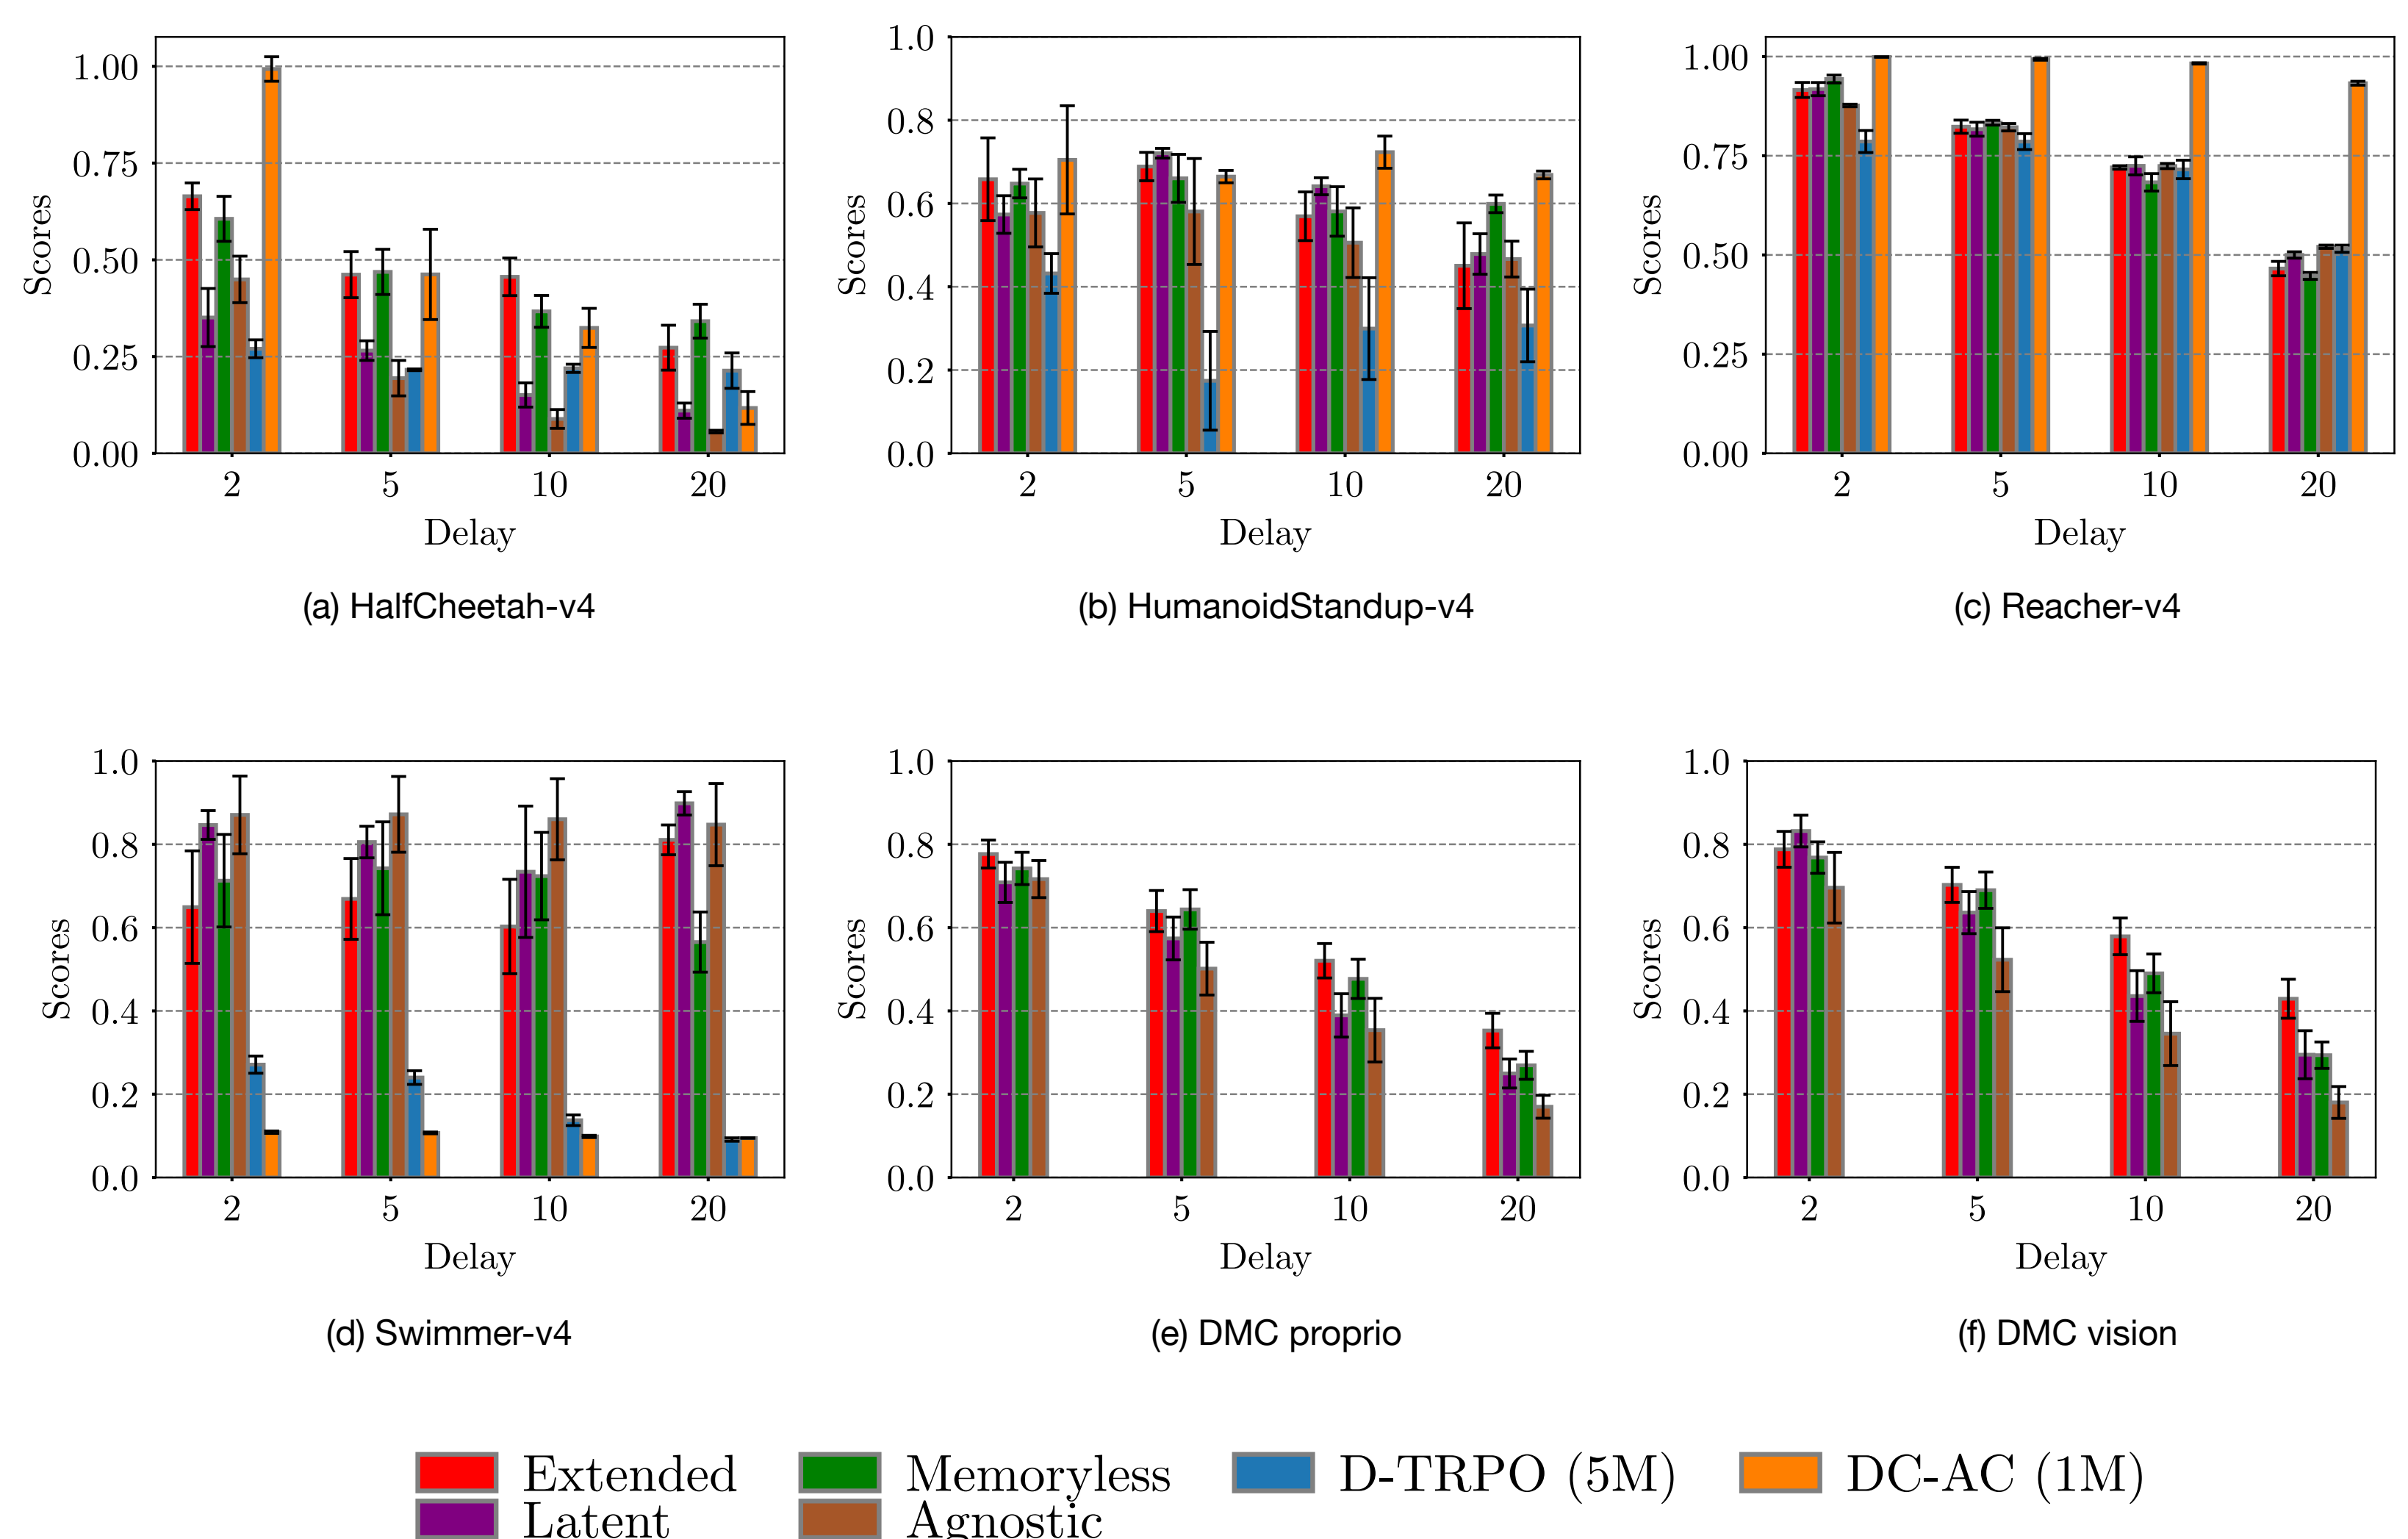 1.00
0.75
0.50
0.25
0.00
Scores
2 5 10 20
Delay
(a) HalfCheetah-v4
1.0
0.8
0.6
0.4
0.2
0.0
Scores
2 5 10 20
Delay
(b) HumanoidStandup-v4
1.00
0.75
0.50
0.25
0.00
Scores
2 5 10 20
Delay
(c) Reacher-v4
1.0
0.8
0.6
0.4
0.2
0.0
Scores
2 5 10 20
Delay
(d) Swimmer-v4
1.0
0.8
0.6
0.4
0.2
0.0
Scores
2 5 10 20
Delay
(e) DMC proprio
1.0
0.8
0.6
0.4
0.2
0.0
Scores
2 5 10 20
Delay
(f) DMC vision
Extended Memoryless D-TRPO (5M) DC-AC (1M)
Latent Agnostic